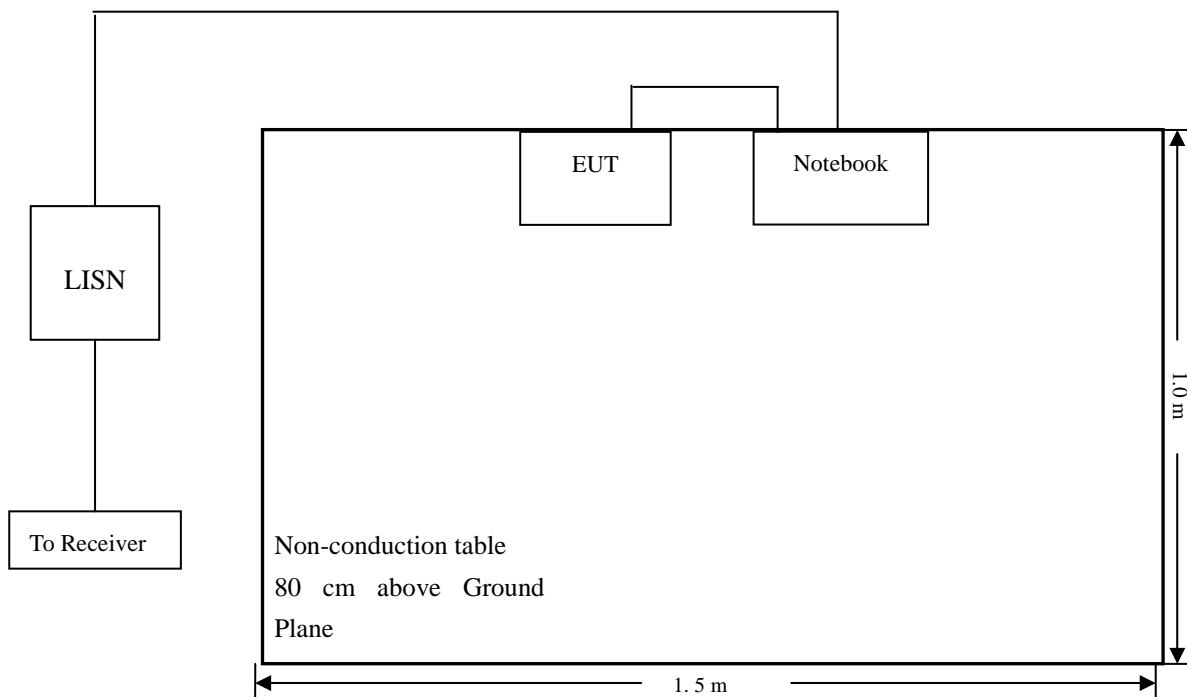 EUT
Notebook
LISN
1.0 m
To Receiver
Non-conduction table
80 cm above Ground
Plane
1. 5 m